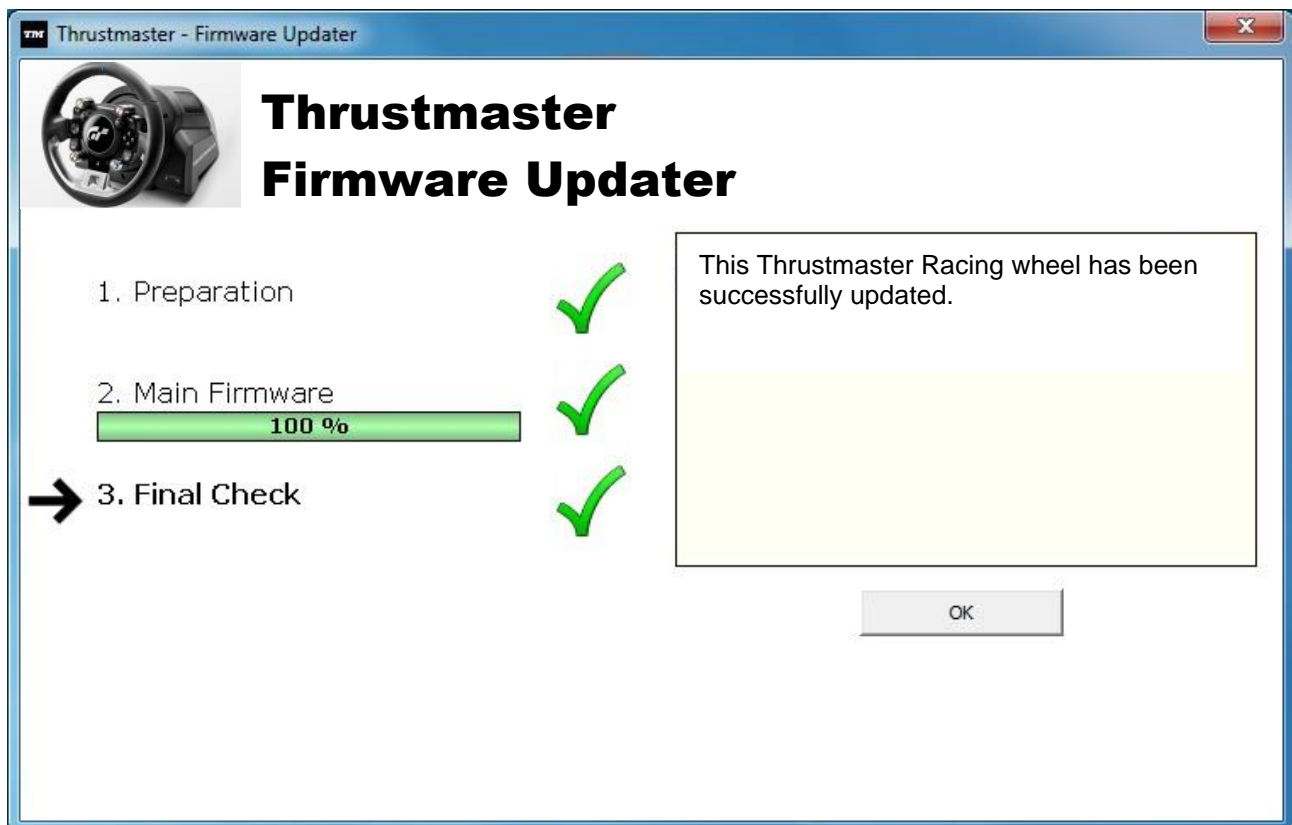 Thrustmaster - Firmware Updater
Thrustmaster
Firmware Updater
1. Preparation
2. Main Firmware
100 %
3. Final Check
This Thrustmaster Racing wheel has been
successfully updated.
OK